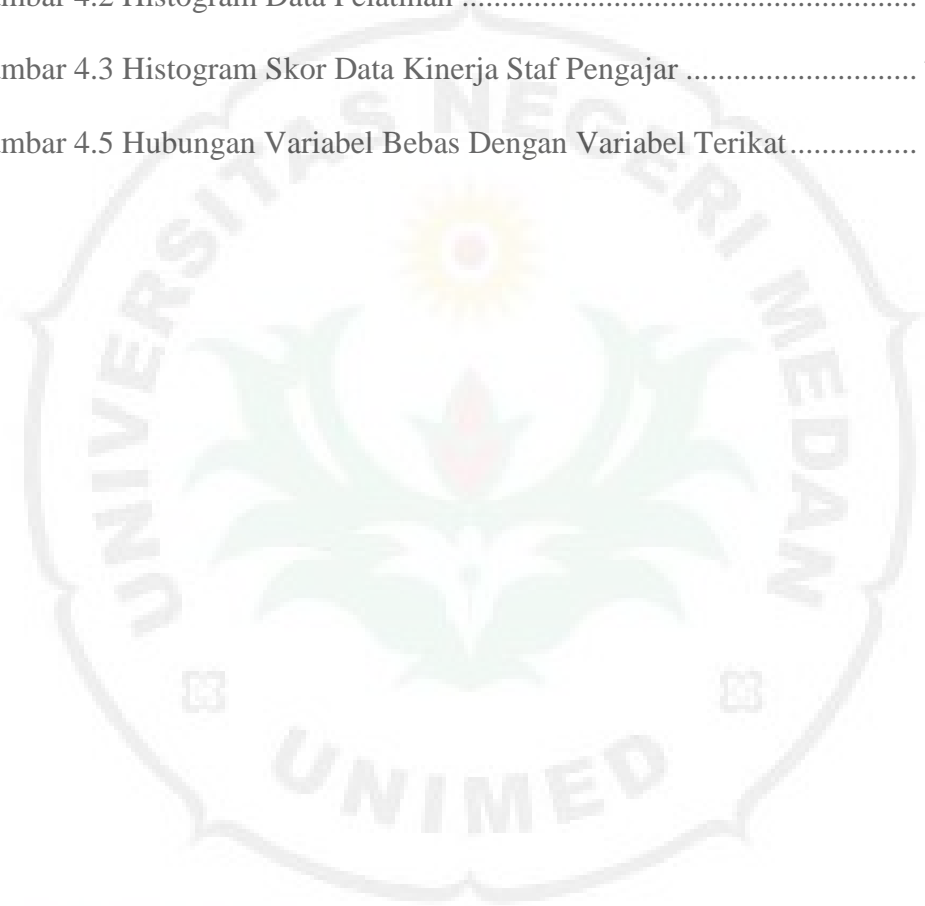 mbar 4.2 Histogram Data Pelatihan ........................................................
mbar 4.3 Histogram Skor Data Kinerja Staf Pengajar ............................
mbar 4.5 Hubungan Variabel Bebas Dengan Variabel Terikat ................
UNIVERSITAS NEGERI MEDAN
UNIMED